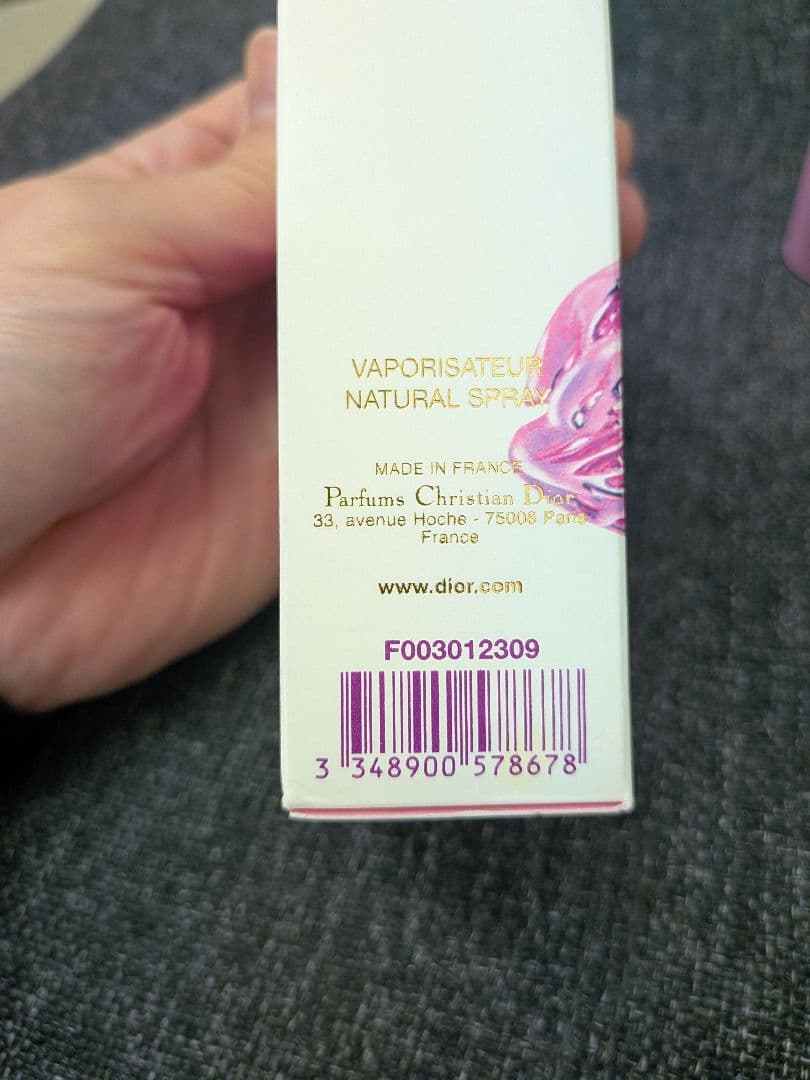 VAPORISATEUR
NATURAL SPRAY
MADE IN FRANCE
Parfums Christian Dior
33, avenue Hoche - 75008 Paris
France
www.dior.com
F003012309
3 348900 578678